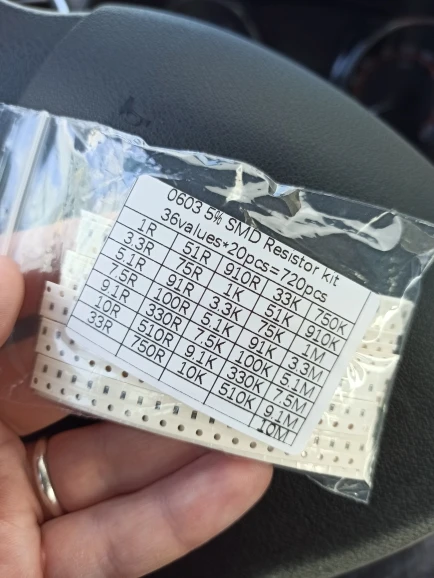 0603 5% SMD Resistor kit
36values*20pcs=720pcs
1R 51R 910R 33K 750K
3.3R 75R 1K 51K 910K
5.1R 91R 3.3K 75K 1M
7.5R 100R 5.1K 91K 3.3M
9.1R 330R 7.5K 100K 5.1M
10R 510R 9.1K 330K 7.5M
33R 750R 10K 510K 9.1M
10M